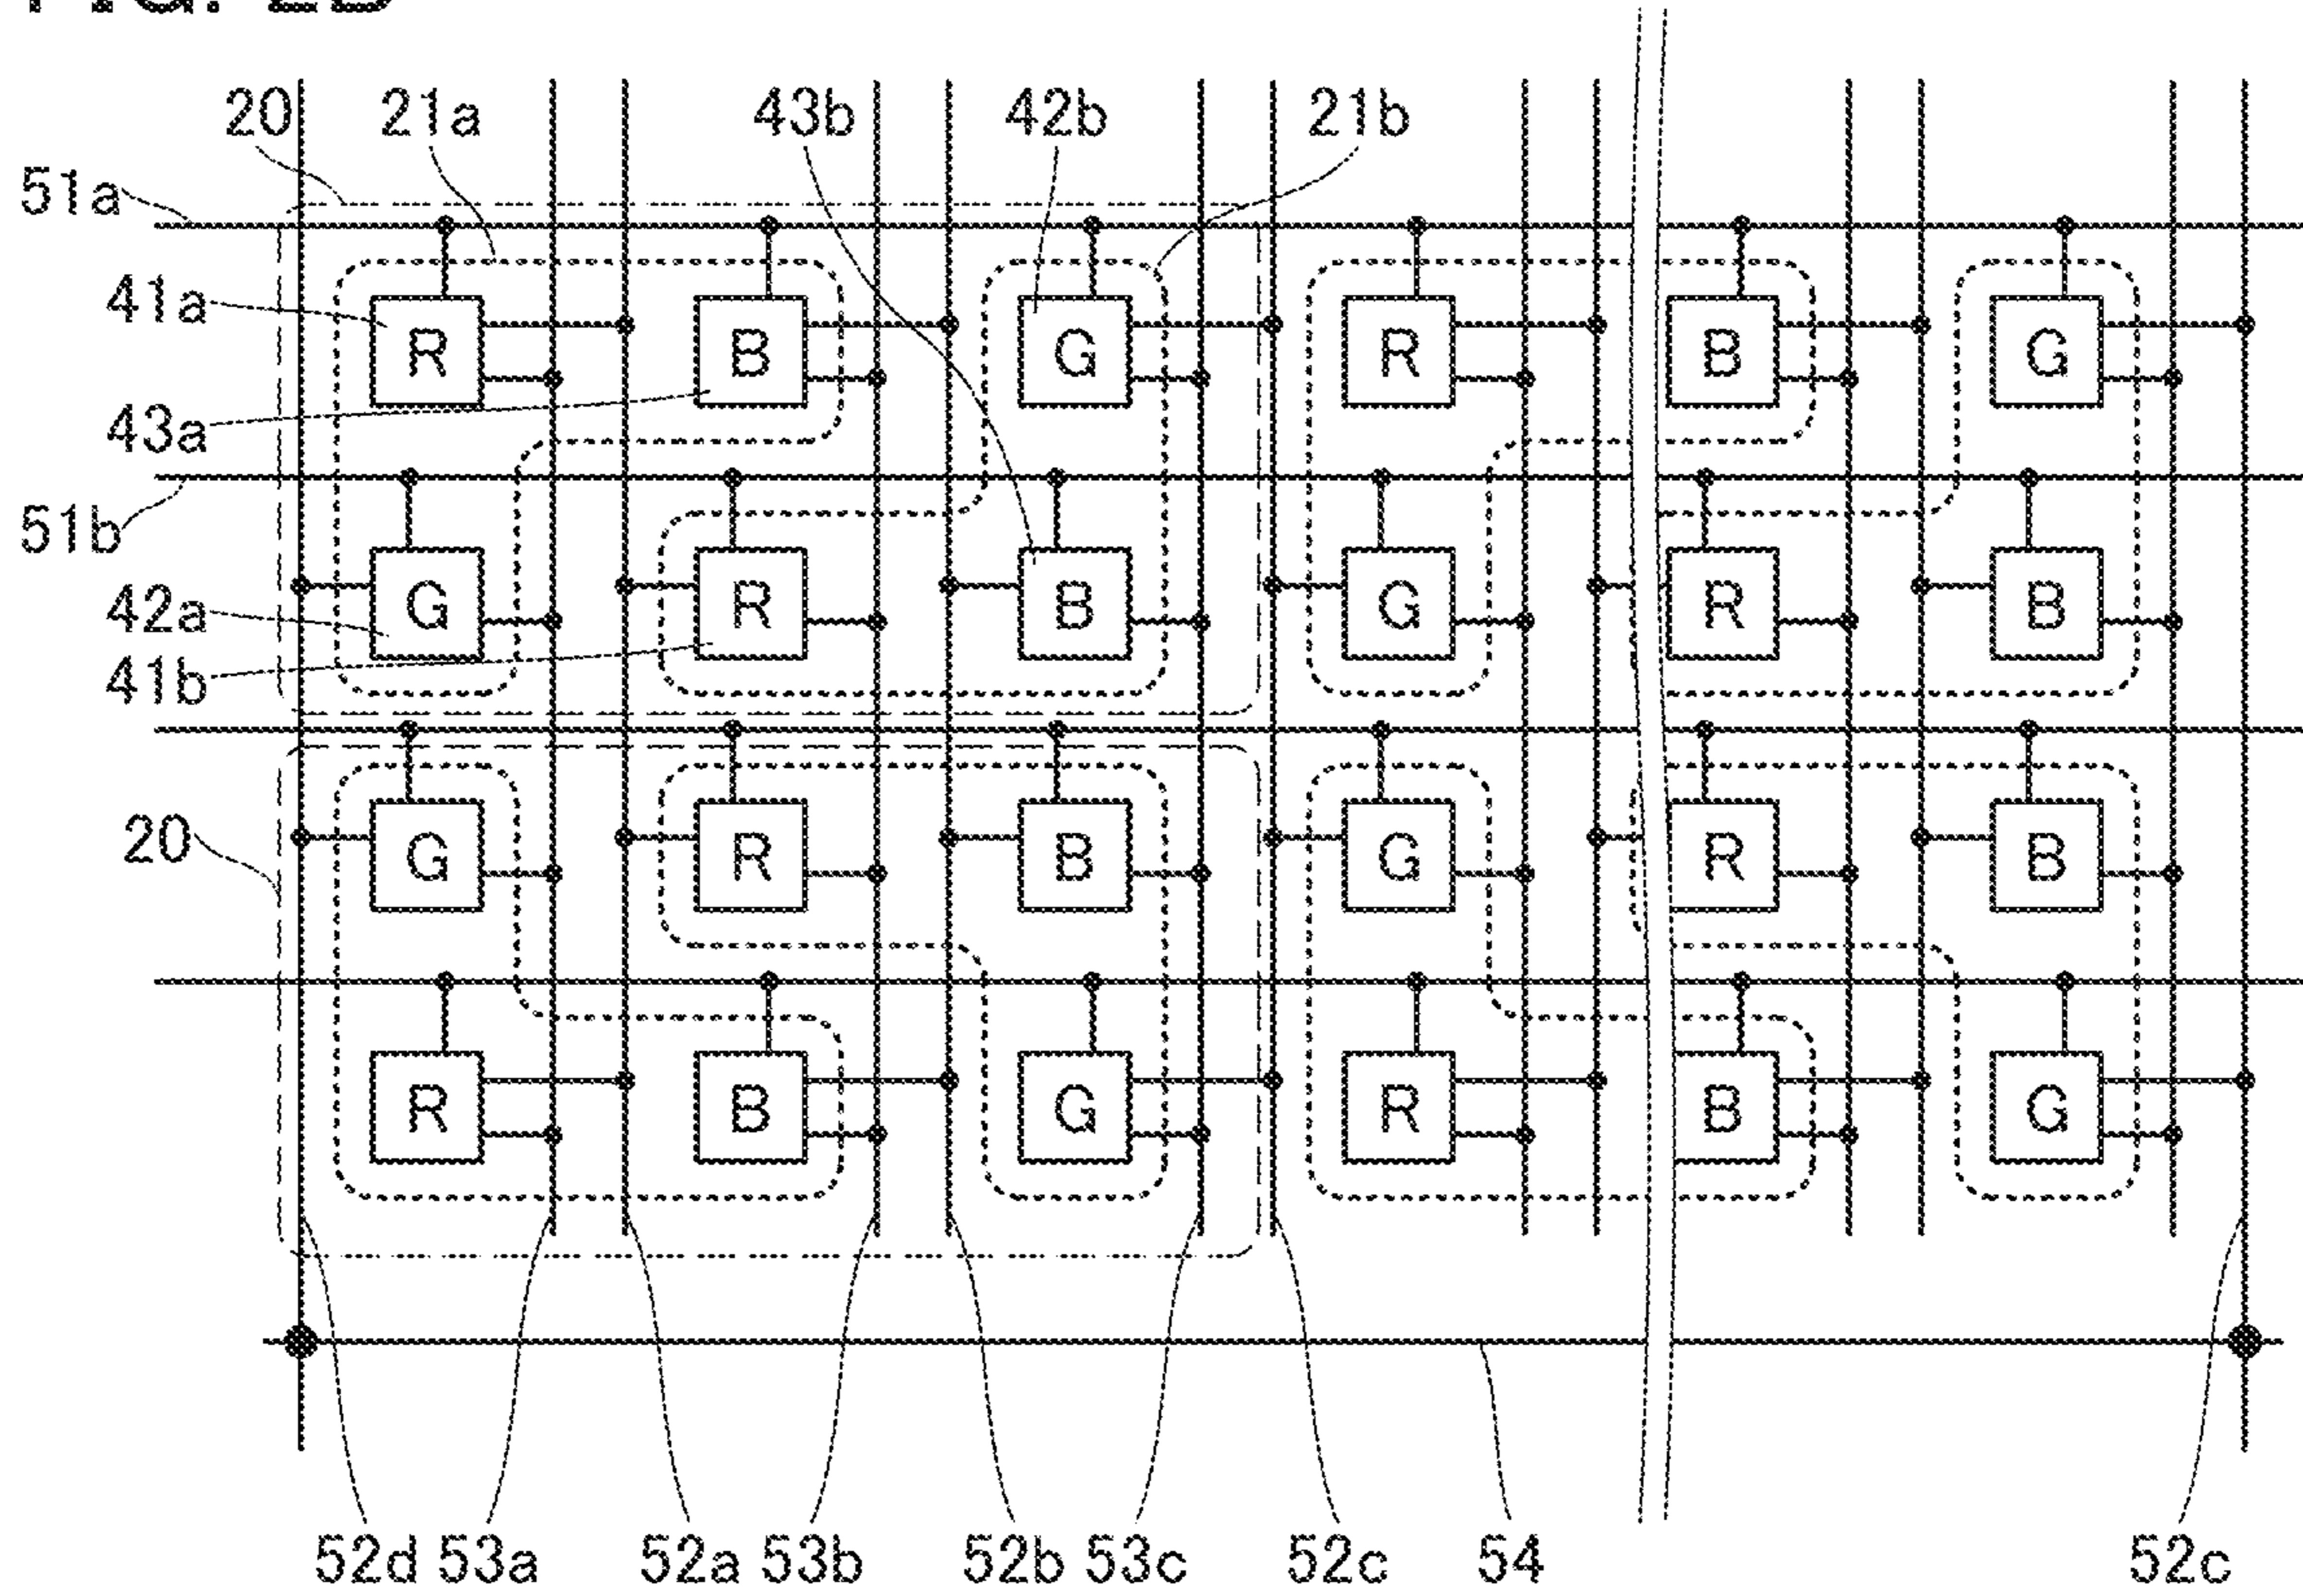 20 21a 43b 42b 21b
51a
41a R B G R B G
43a
51b
42a G R B G R B
41b
20 G R B G R B
R B G R B G
52d 53a 52a 53b 52b 53c 52c 54 52c